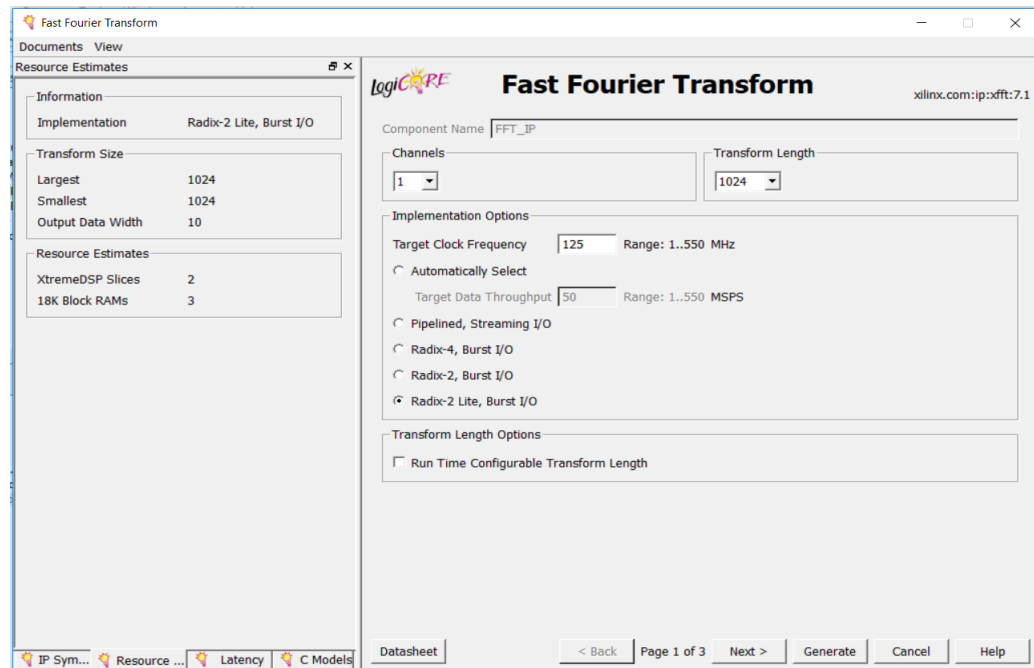 Fast Fourier Transform
Documents View
Resource Estimates
Information
Implementation Radix-2 Lite, Burst I/O
Transform Size
Largest 1024
Smallest 1024
Output Data Width 10
Resource Estimates
XtremeDSP Slices 2
18K Block RAMs 3
IP Sym... Resource ... Latency C Models
LogiCORE Fast Fourier Transform xilinx.com:ip:xfft:7.1
Component Name FFT_IP
Channels
1
Transform Length
1024
Implementation Options
Target Clock Frequency 125 Range: 1..550 MHz
Automatically Select
Target Data Throughput 50 Range: 1..550 MSPS
Pipelined, Streaming I/O
Radix-4, Burst I/O
Radix-2, Burst I/O
Radix-2 Lite, Burst I/O
Transform Length Options
Run Time Configurable Transform Length
Datasheet < Back Page 1 of 3 Next > Generate Cancel Help